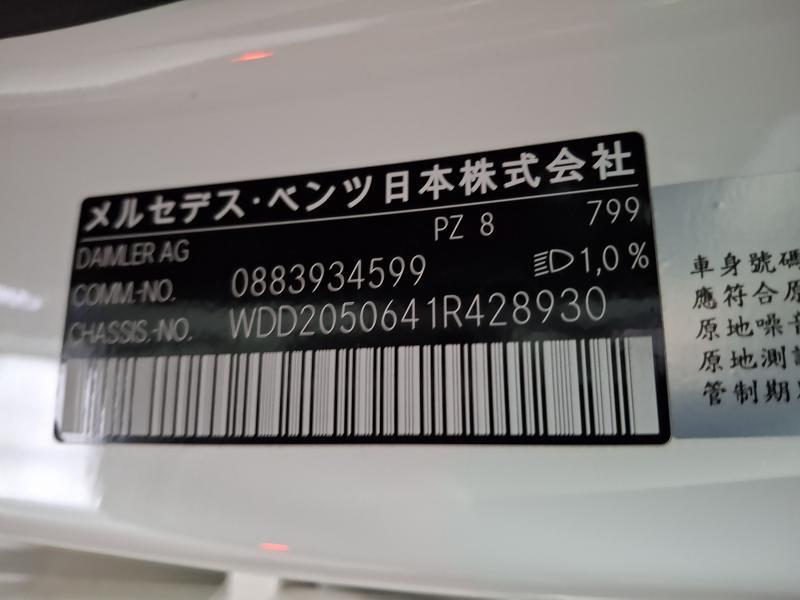 メルセデス・ベンツ日本株式会社
DAIMLER AG PZ 8 799
COMM.-NO. 0883934599 1,0 %
CHASSIS.-NO. WDD2050641R428930
車身號碼
應符合原
原地噪音
原地測試
管制期